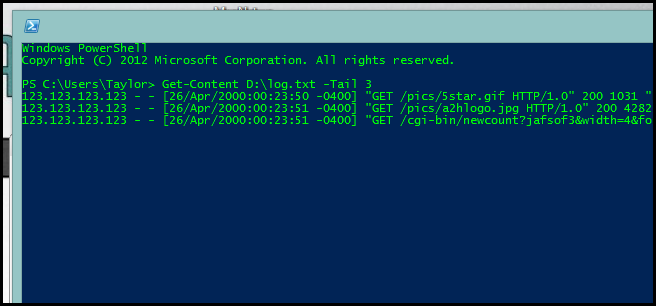 Windows PowerShell
Copyright (C) 2012 Microsoft Corporation. All rights reserved.
PS C:\Users\Taylor> Get-Content D:\log.txt -Tail 3
123.123.123.123 - - [26/Apr/2000:00:23:50 -0400] "GET /pics/5star.gif HTTP/1.0" 200 1031 "
123.123.123.123 - - [26/Apr/2000:00:23:51 -0400] "GET /pics/a2hlogo.jpg HTTP/1.0" 200 4282
123.123.123.123 - - [26/Apr/2000:00:23:51 -0400] "GET /cgi-bin/newcount?jafsof3&width=4&fo